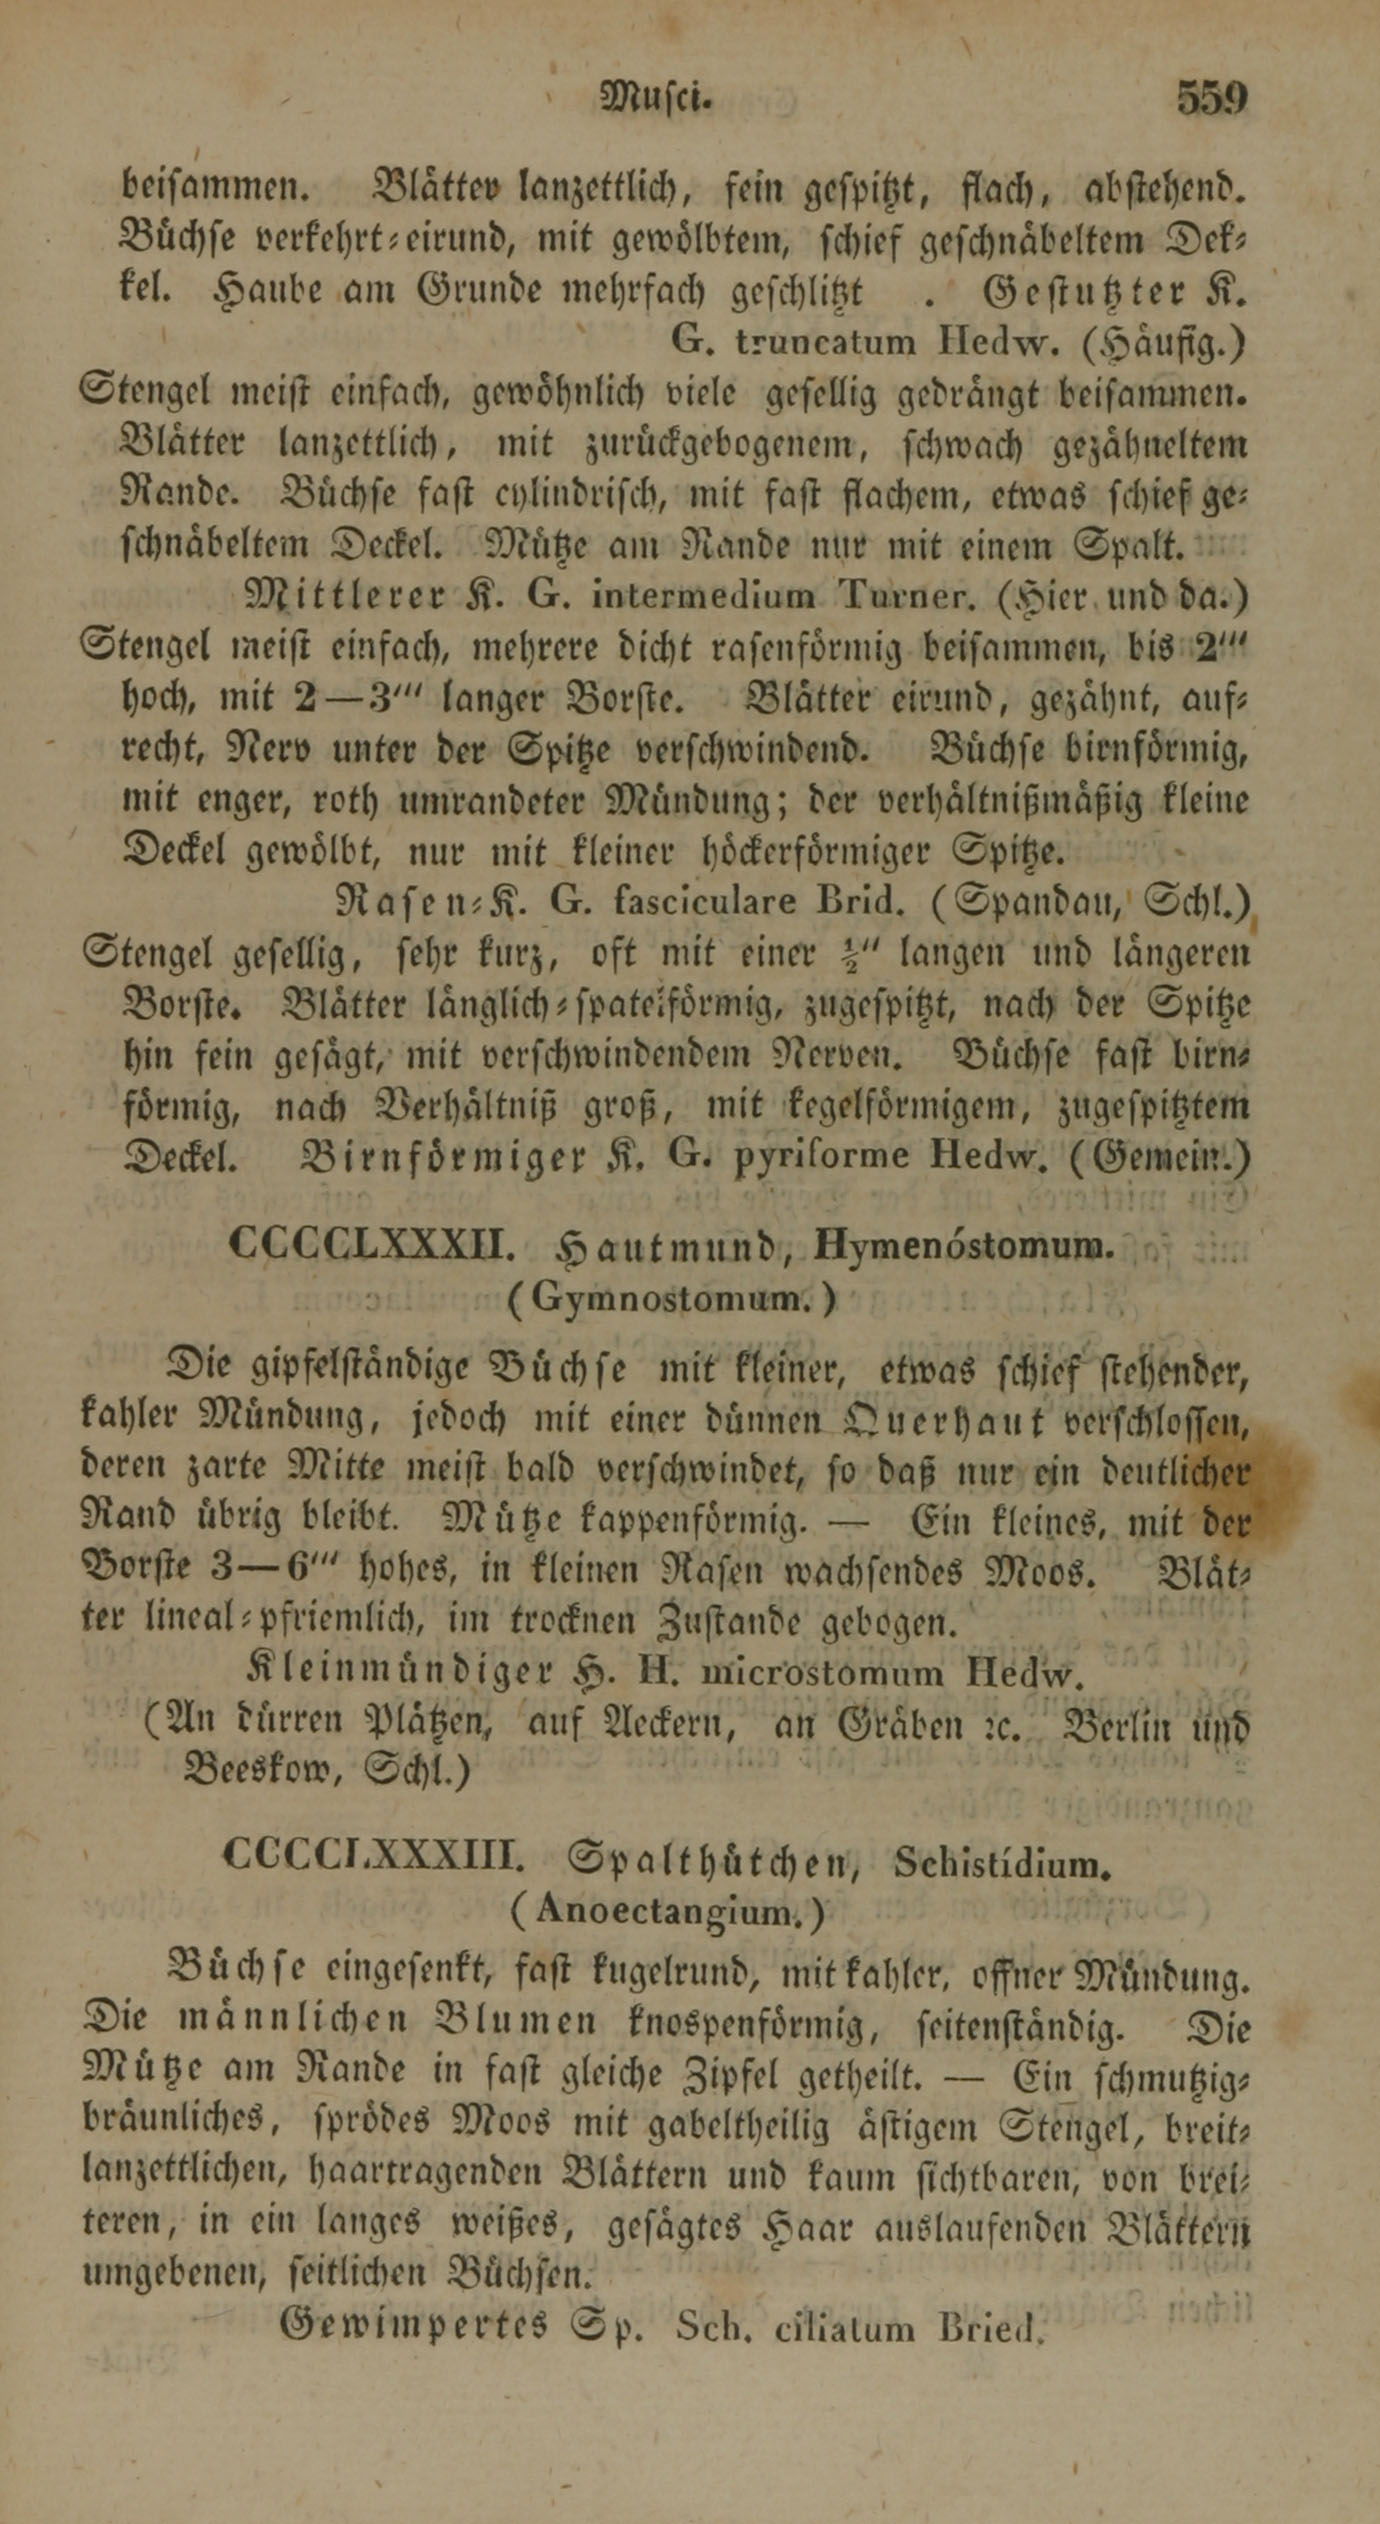 Musci. 559
beisammen. Blätter lanzettlich, fein gespitzt, flach, abstehend.
Büchse verkehrt-eirund, mit gewölbtem, schief geschnäbeltem Dek-
kel. Haube am Grunde mehrfach geschlitzt . Gestutzter K.
G. truncatum Hedw. (Häufig.)
Stengel meist einfach, gewöhnlich viele gesellig gedrängt beisammen.
Blätter lanzettlich, mit zurückgebogenem, schwach gezähneltem
Rande. Büchse fast cylindrisch, mit fast flachem, etwas schief ge-
schnäbeltem Deckel. Mütze am Rande nur mit einem Spalt.
Mittlerer K. G. intermedium Turner. (Hier und da.)
Stengel meist einfach, mehrere dicht rasenförmig beisammen, bis 2'''
hoch, mit 2—3''' langer Borste. Blätter eirund, gezähnt, auf-
recht, Nerv unter der Spitze verschwindend. Büchse birnförmig,
mit enger, roth umrandeter Mündung; der verhältnißmäßig kleine
Deckel gewölbt, nur mit kleiner höckerförmiger Spitze.
Rasen-K. G. fasciculare Brid. (Spandau, Schl.)
Stengel gesellig, sehr kurz, oft mit einer ½'' langen und längeren
Borste. Blätter länglich-spatelförmig, zugespitzt, nach der Spitze
hin fein gesägt, mit verschwindendem Nerven. Büchse fast birn-
förmig, nach Verhältniß groß, mit kegelförmigem, zugespitztem
Deckel. Birnförmiger K. G. pyriforme Hedw. (Gemein.)
CCCCCLXXXII. Hautmund, Hymenóstomum.
(Gymnostomum.)
Die gipfelständige Büchse mit kleiner, etwas schief stehender,
kahler Mündung, jedoch mit einer dünnen Querhaut verschlossen,
deren zarte Mitte meist bald verschwindet, so daß nur ein deutlicher
Rand übrig bleibt. Mütze kappenförmig. — Ein kleines, mit der
Borste 3—6''' hohes, in kleinen Rasen wachsendes Moos. Blät-
ter lineal-pfriemlich, im trocknen Zustande gebogen.
Kleinmündiger H. H. microstomum Hedw.
(An dürren Plätzen, auf Aeckern, an Gräben ꝛc. Berlin und
Beeskow, Schl.)
CCCCCLXXXIII. Spalthütchen, Schistídium.
(Anoectangium.)
Büchse eingesenkt, fast kugelrund, mit kahler, offner Mündung.
Die männlichen Blumen knospenförmig, seitenständig. Die
Mütze am Rande in fast gleiche Zipfel getheilt. — Ein schmutzig-
bräunliches, sprödes Moos mit gabeltheilig ästigem Stengel, breit-
lanzettlichen, haartragenden Blättern und kaum sichtbaren, von brei-
teren, in ein langes weißes, gesägtes Haar auslaufenden Blättern
umgebenen, seitlichen Büchsen.
Gewimpertes Sp. Sch. ciliatum Bried.